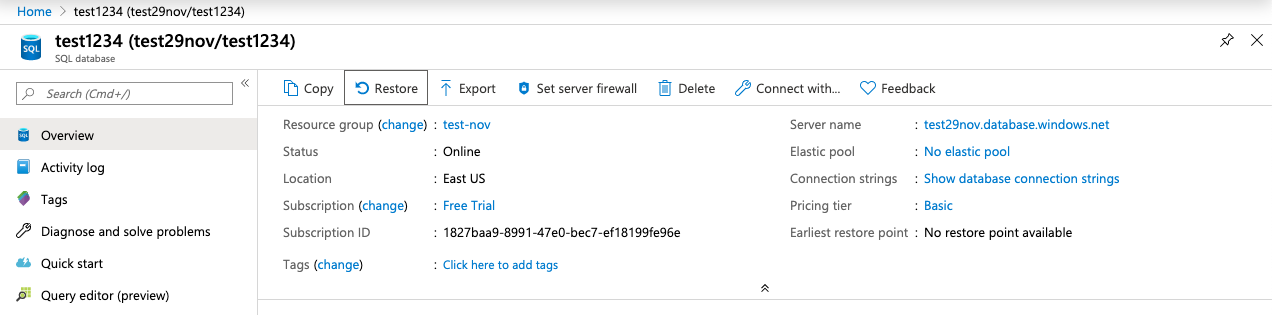 Home > test1234 (test29nov/test1234)
test1234 (test29nov/test1234)
SQL database
Search (Cmd+/)
Overview
Activity log
Tags
Diagnose and solve problems
Quick start
Query editor (preview)
Copy Restore Export Set server firewall Delete Connect with... Feedback
Resource group (change) : test-nov
Status : Online
Location : East US
Subscription (change) : Free Trial
Subscription ID : 1827baa9-8991-47e0-bec7-ef18199fe96e
Tags (change) : Click here to add tags
Server name : test29nov.database.windows.net
Elastic pool : No elastic pool
Connection strings : Show database connection strings
Pricing tier : Basic
Earliest restore point : No restore point available